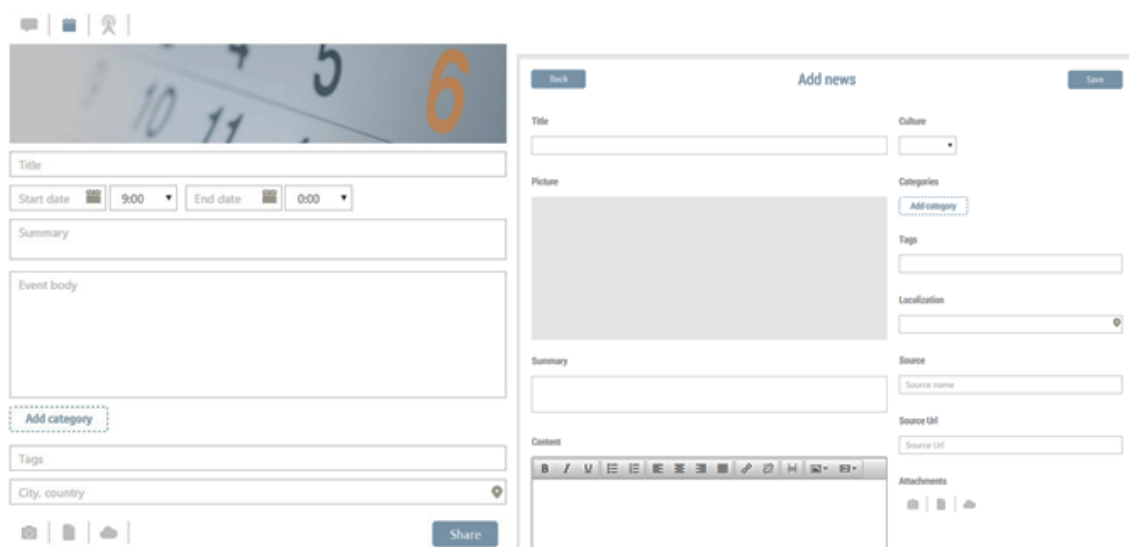 4
5
6
10
11
Title
Start date 9:00 End date 0:00
Summary
Event body
Add category
Tags
City, country
Share
Back Add news Save
Title
Picture
Summary
Content
B I U
Culture
Categories
Add category
Tags
Localization
Source
Source name
Source Url
Source Url
Attachments